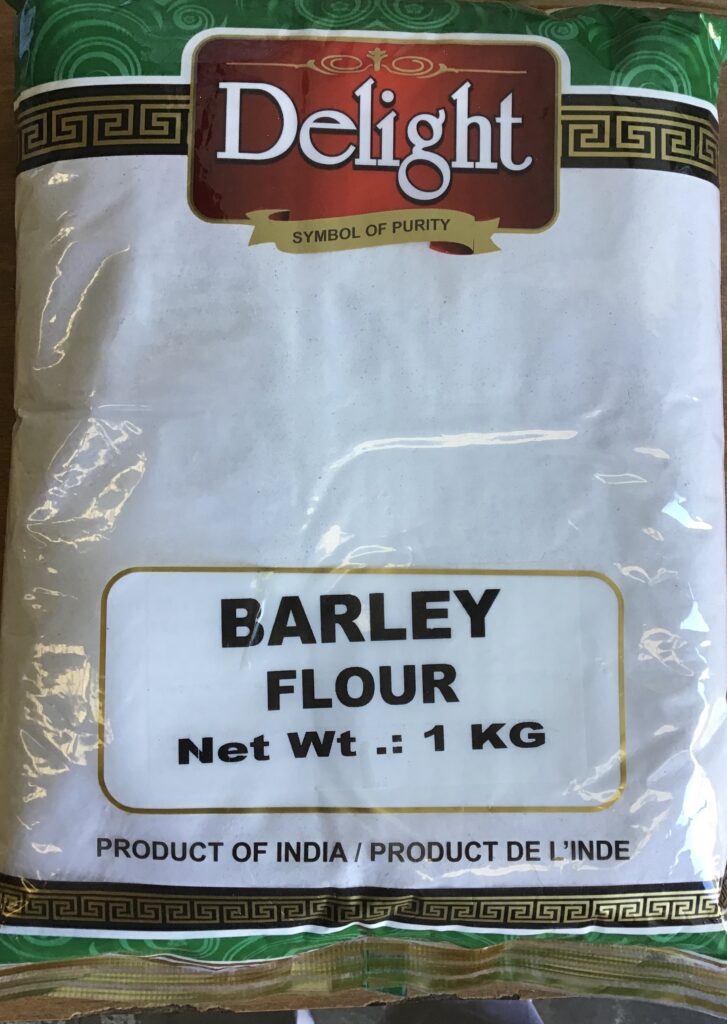 Delight
SYMBOL OF PURITY
BARLEY
FLOUR
Net Wt .: 1 KG
PRODUCT OF INDIA / PRODUCT DE L'INDE